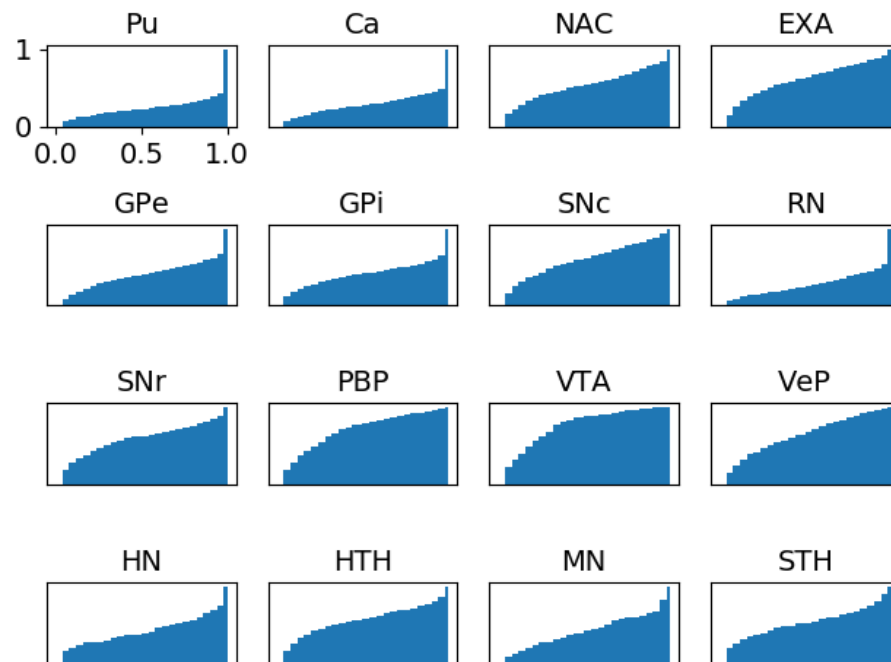 Pu Ca NAC EXA
1
0
0.0 0.5 1.0
GPe GPi SNc RN
SNr PBP VTA VeP
HN HTH MN STH